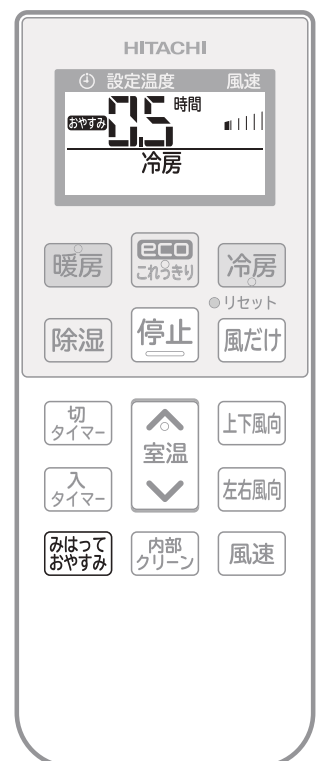 HITACHI
設定温度 風速
おやすみ 0.5 時間
冷房
暖房 eco これっきり 冷房
リセット
除湿 停止 風だけ
切タイマー 室温 上下風向
入タイマー 左右風向
みはっておやすみ 内部クリーン 風速